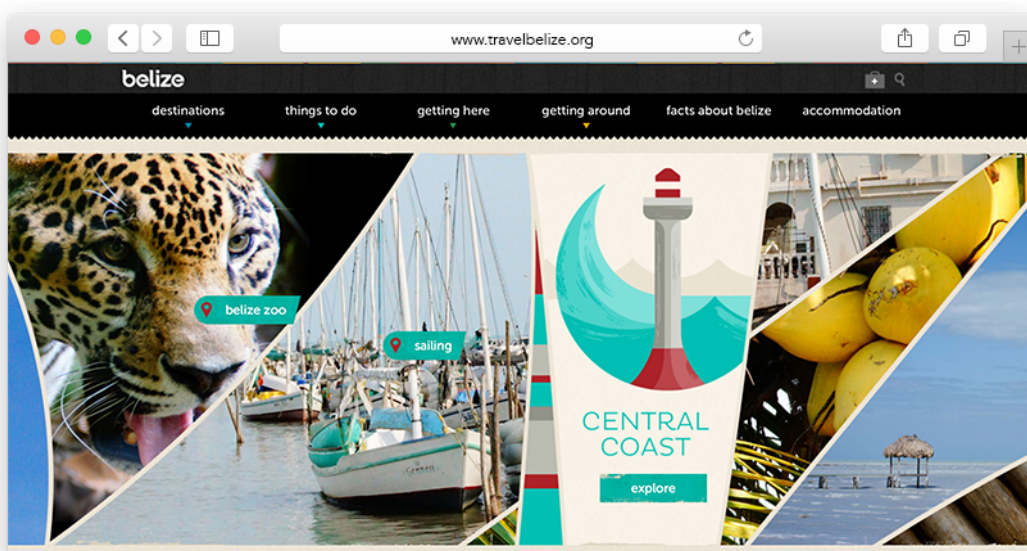 www.travelbelize.org
belize
destinations things to do getting here getting around facts about belize accommodation
belize zoo
sailing
CENTRAL
COAST
explore